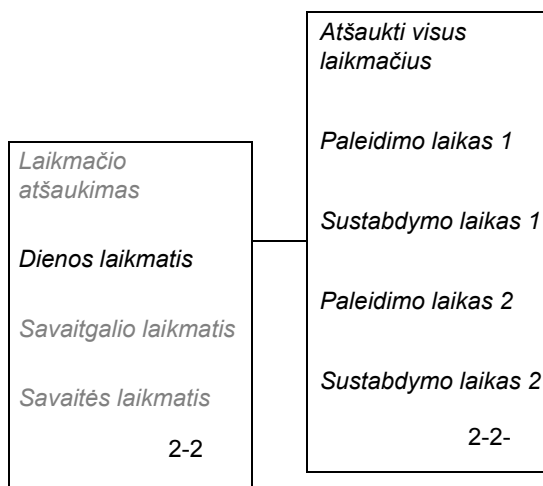 Laikmačio
atšaukimas
Dienos laikmatis
Savaitgalio laikmatis
Savaitės laikmatis
2-2
Atšaukti visus
laikmačius
Paleidimo laikas 1
Sustabdymo laikas 1
Paleidimo laikas 2
Sustabdymo laikas 2
2-2-